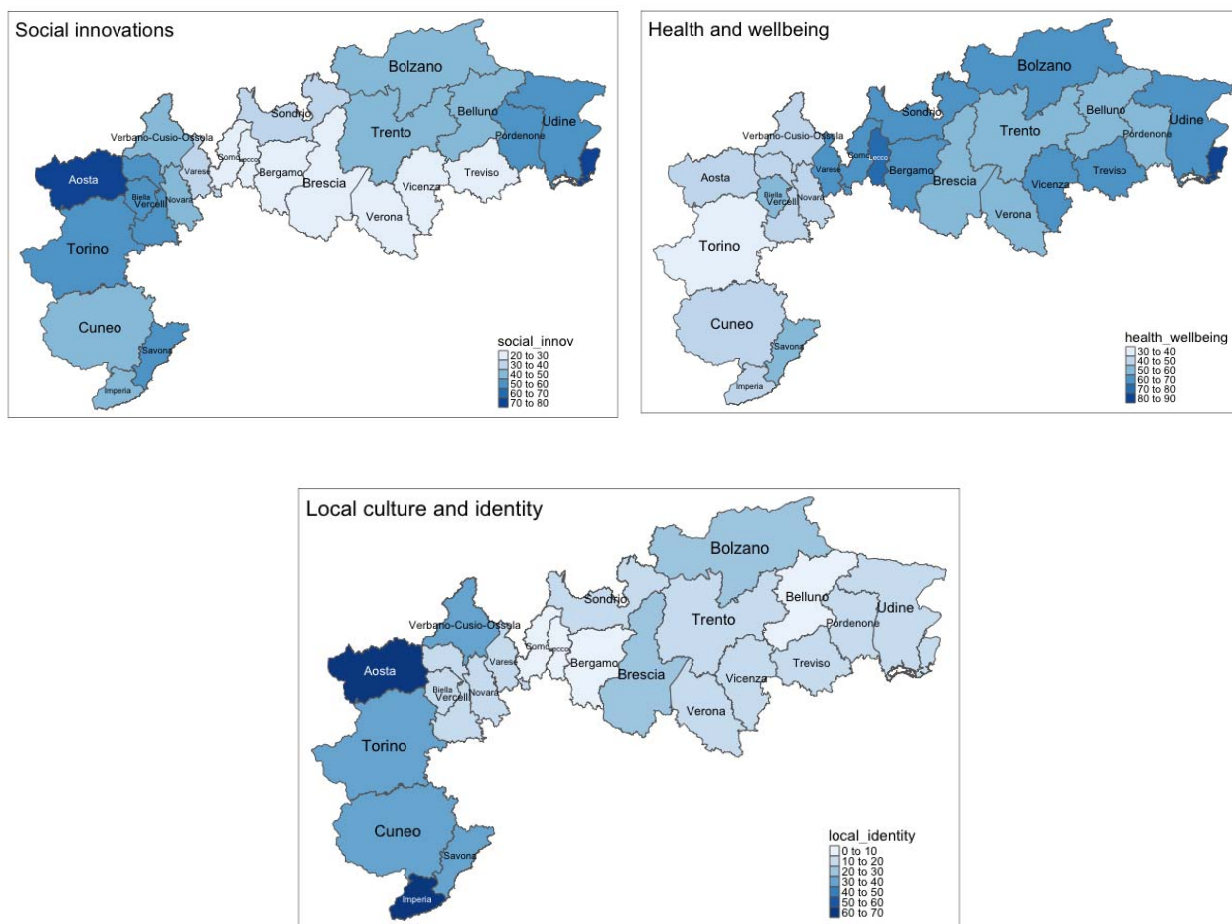 Social innovations
Bolzano
Sondrio
Belluno
Verbano-Cusio-Ossola
Trento
Pordenone
Udine
Como
Lecco
Varese
Aosta
Bergamo
Brescia
Vicenza
Treviso
Biella
Vercelli
Novara
Verona
Torino
Cuneo
Savona
Imperia
social_innov
20 to 30
30 to 40
40 to 50
50 to 60
60 to 70
70 to 80
Health and wellbeing
Bolzano
Sondrio
Belluno
Verbano-Cusio-Ossola
Trento
Pordenone
Udine
Como
Lecco
Varese
Aosta
Bergamo
Brescia
Vicenza
Treviso
Biella
Vercelli
Novara
Verona
Torino
Cuneo
Savona
Imperia
health_wellbeing
30 to 40
40 to 50
50 to 60
60 to 70
70 to 80
80 to 90
Local culture and identity
Bolzano
Sondrio
Belluno
Verbano-Cusio-Ossola
Trento
Pordenone
Udine
Como
Lecco
Varese
Aosta
Bergamo
Brescia
Vicenza
Treviso
Biella
Vercelli
Novara
Verona
Torino
Cuneo
Savona
Imperia
local_identity
0 to 10
10 to 20
20 to 30
30 to 40
40 to 50
50 to 60
60 to 70